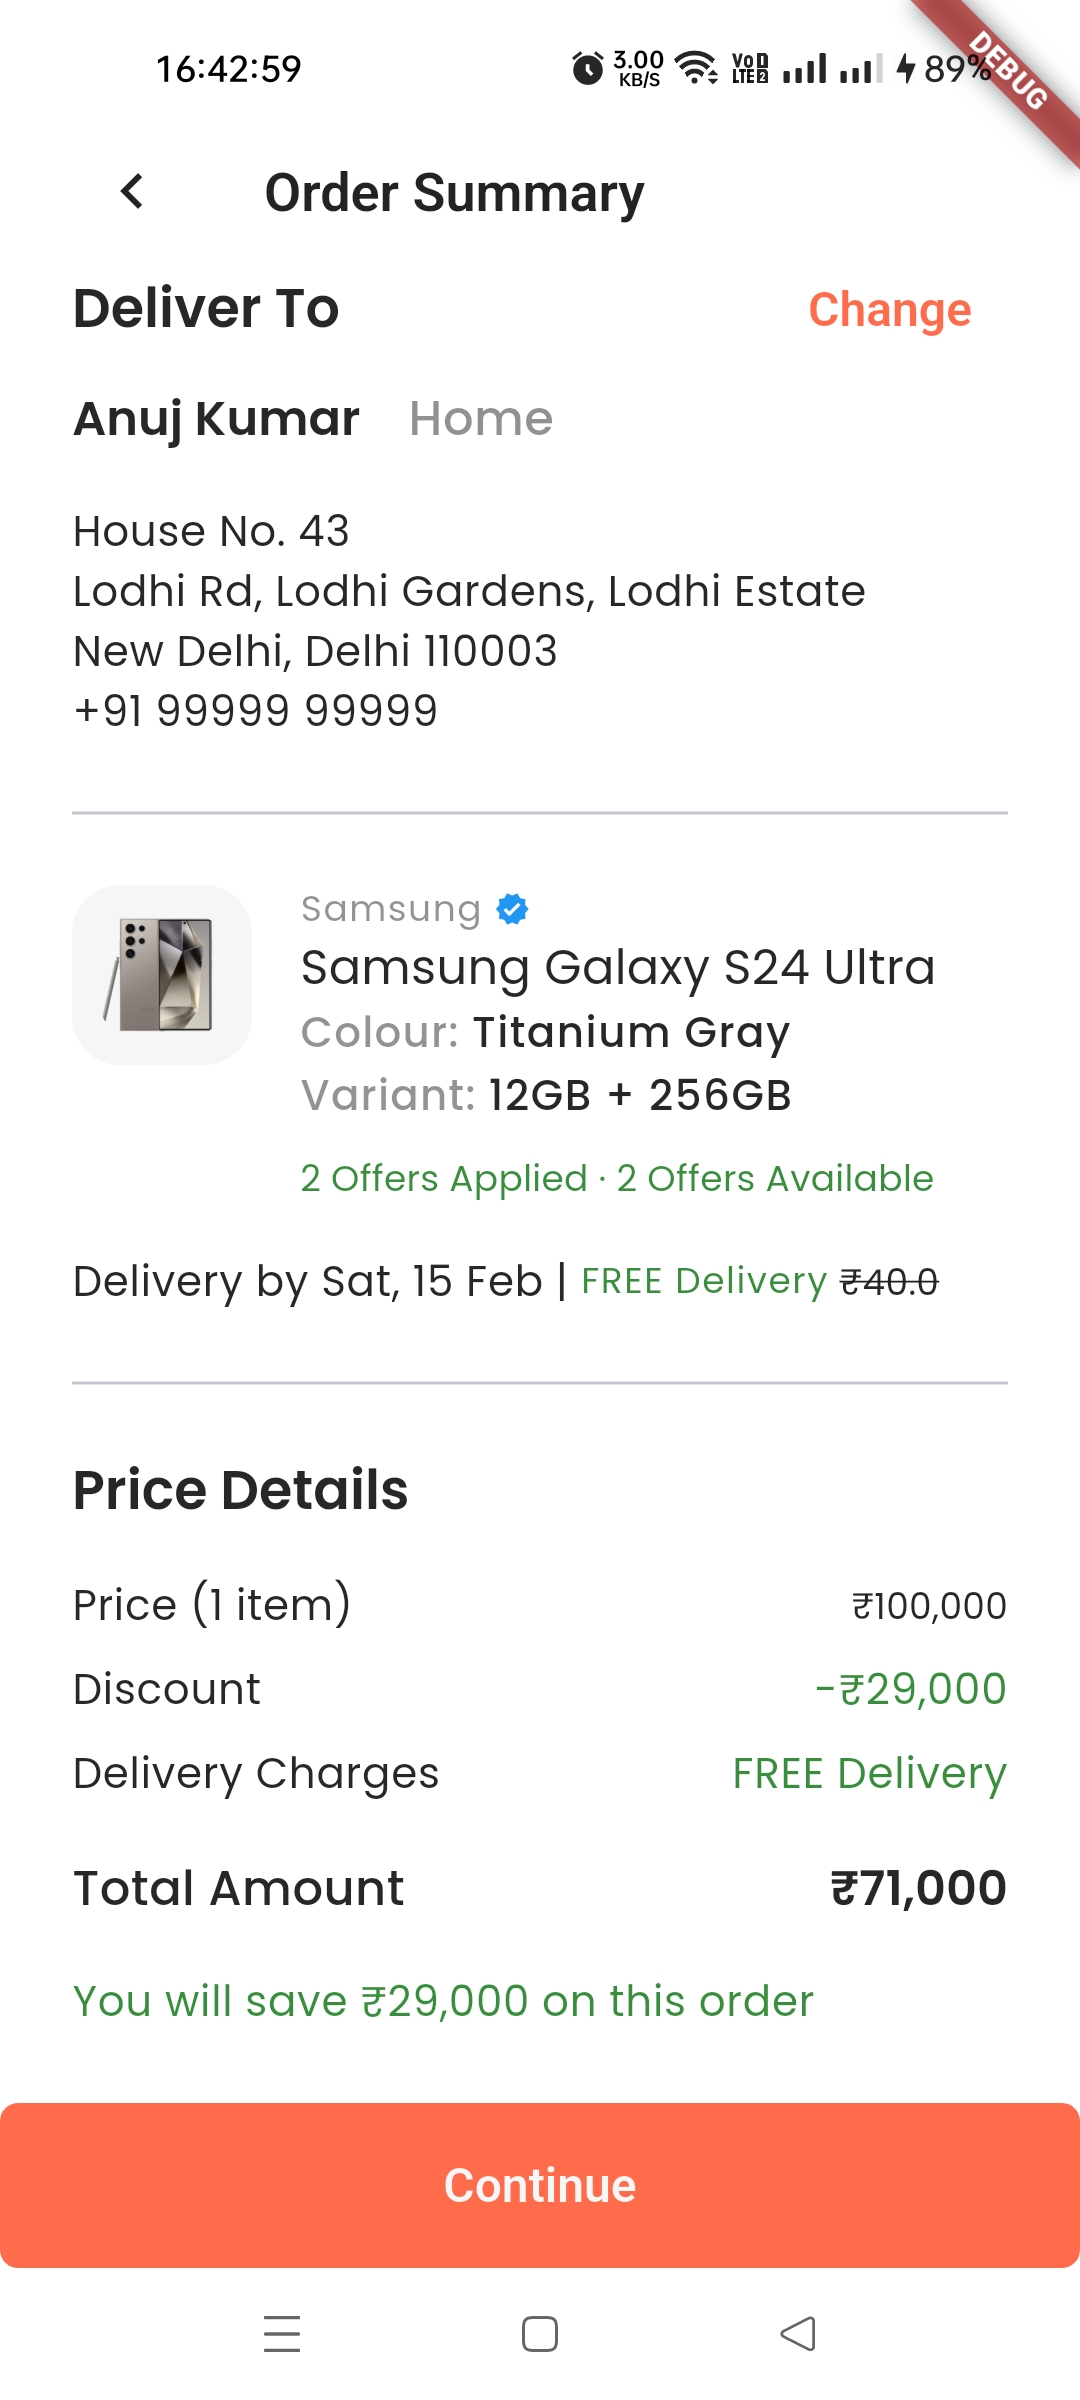 16:42:59
3.00
KB/S
VoD
LTE2
89%
DEBUG
Order Summary
Deliver To
Change
Anuj Kumar Home
House No. 43
Lodhi Rd, Lodhi Gardens, Lodhi Estate
New Delhi, Delhi 110003
+91 99999 99999
Samsung
Samsung Galaxy S24 Ultra
Colour: Titanium Gray
Variant: 12GB + 256GB
2 Offers Applied · 2 Offers Available
Delivery by Sat, 15 Feb | FREE Delivery ₹40.0
Price Details
Price (1 item) ₹100,000
Discount -₹29,000
Delivery Charges FREE Delivery
Total Amount ₹71,000
You will save ₹29,000 on this order
Continue